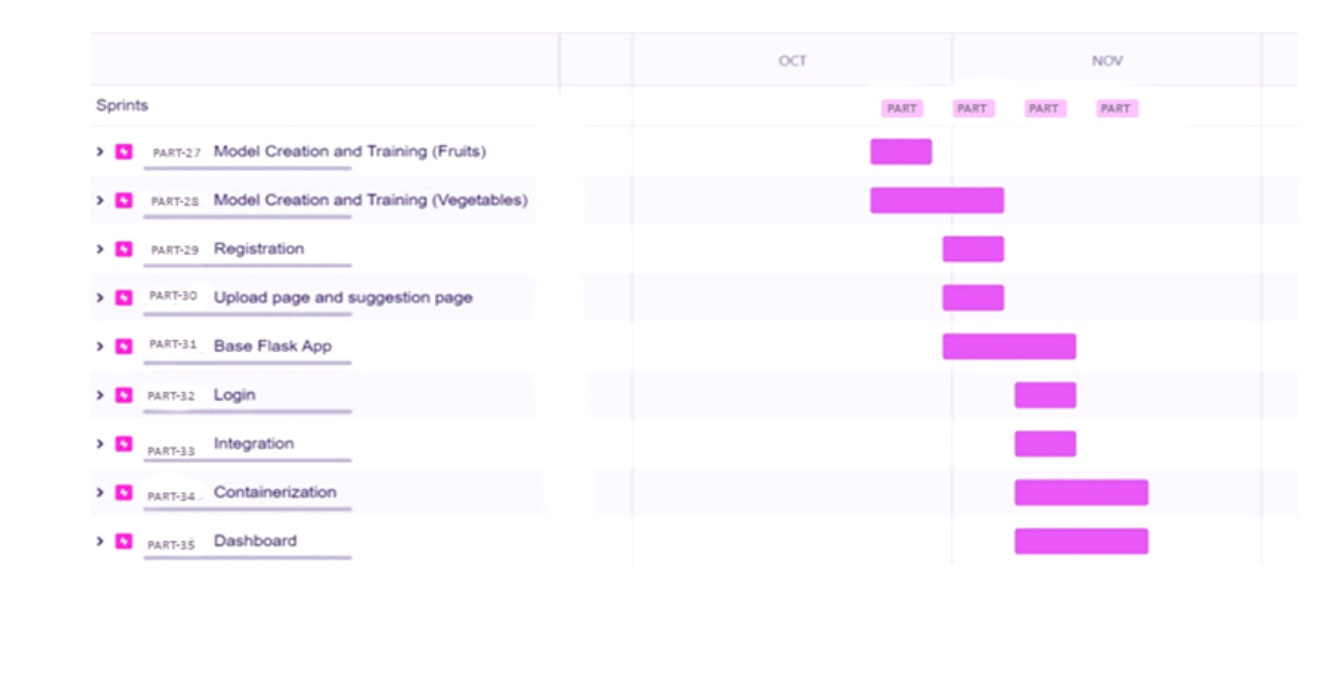 OCT NOV
Sprints PART PART PART PART
PART-27 Model Creation and Training (Fruits)
PART-28 Model Creation and Training (Vegetables)
PART-29 Registration
PART-30 Upload page and suggestion page
PART-31 Base Flask App
PART-32 Login
PART-33 Integration
PART-34 Containerization
PART-35 Dashboard